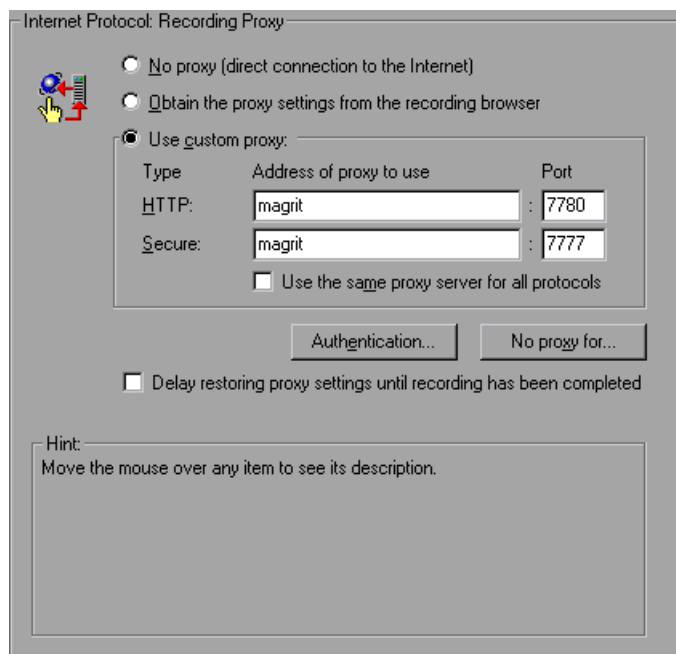 Internet Protocol: Recording Proxy
No proxy (direct connection to the Internet)
Obtain the proxy settings from the recording browser
Use custom proxy:
Type Address of proxy to use Port
HTTP: magrit : 7780
Secure: magrit : 7777
Use the same proxy server for all protocols
Authentication... No proxy for...
Delay restoring proxy settings until recording has been completed
Hint:
Move the mouse over any item to see its description.